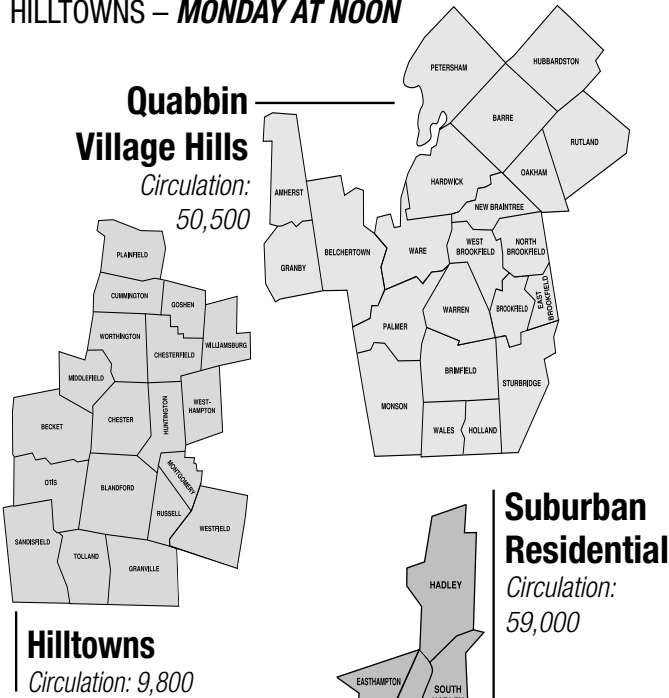 HILLTOWNS – MONDAY AT NOON
Quabbin
Village Hills
Circulation:
50,500
PETERSHAM
HUBBARDSTON
BARRE
RUTLAND
OAKHAM
HARDWICK
NEW BRAINTREE
AMHERST
GRANBY
BELCHERTOWN
WARE
WEST
BROOKFIELD
NORTH
BROOKFIELD
PALMER
WARREN
BROOKFIELD
EAST
BROOKFIELD
MONSON
BRIMFIELD
STURBRIDGE
WALES
HOLLAND
PLAINFIELD
CUMMINGTON
GOSHEN
WORTHINGTON
CHESTERFIELD
WILLIAMSBURG
MIDDLEFIELD
BECKET
CHESTER
HUNTINGTON
WEST-
HAMPTON
OTIS
BLANDFORD
MONTGOMERY
RUSSELL
WESTFIELD
SANDISFIELD
TOLLAND
GRANVILLE
Hilltowns
Circulation: 9,800
Suburban
Residential
Circulation:
59,000
HADLEY
EASTHAMPTON
SOUTH